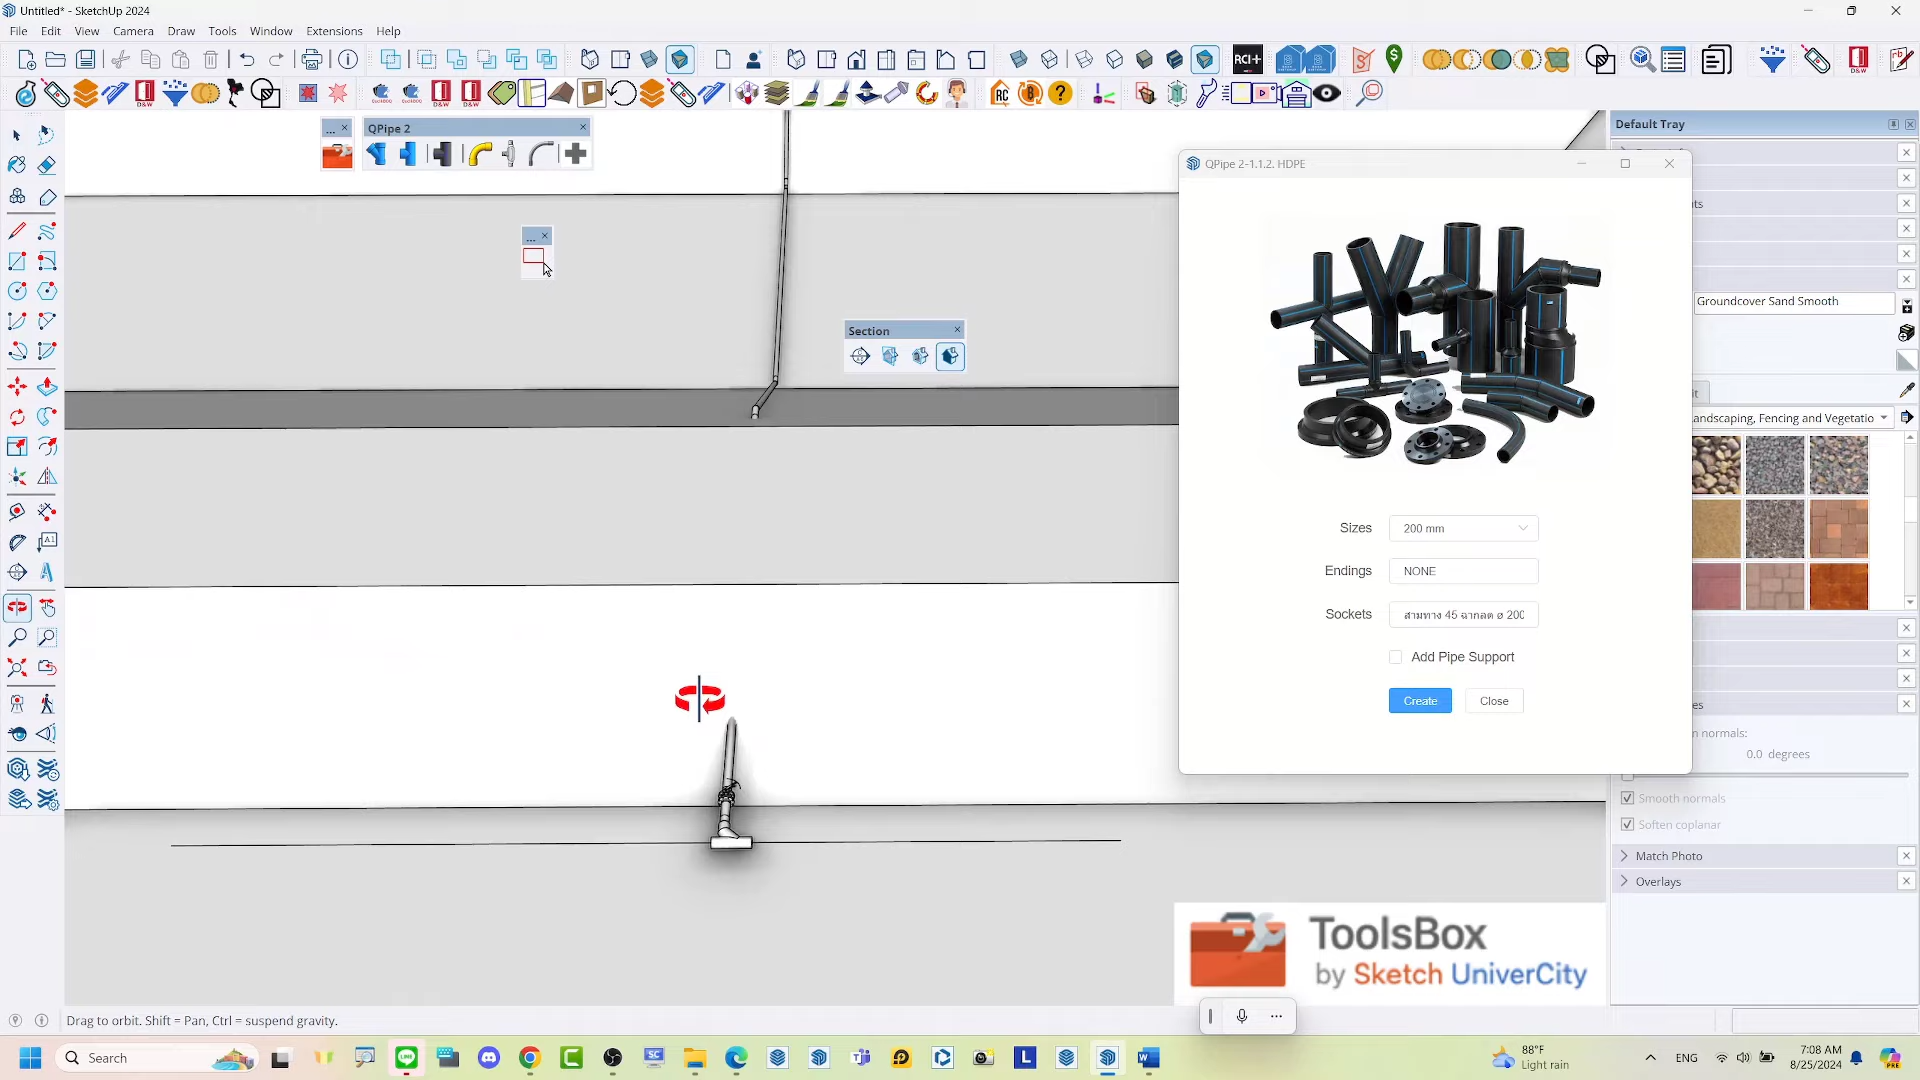 Untitled* - SketchUp 2024
File Edit View Camera Draw Tools Window Extensions Help
RCI+
D&W
QPipe 2
Section
QPipe 2-1.1.2. HDPE
Sizes 200 mm
Endings NONE
Sockets สามทาง 45 ฉากลด ø 200
Add Pipe Support
Create Close
Default Tray
Groundcover Sand Smooth
andscaping, Fencing and Vegetatio
n normals:
0.0 degrees
Smooth normals
Soften coplanar
Match Photo
Overlays
ToolsBox
by Sketch UniverCity
Drag to orbit. Shift = Pan, Ctrl = suspend gravity.
Search
88°F
Light rain
ENG
7:08 AM
8/25/2024